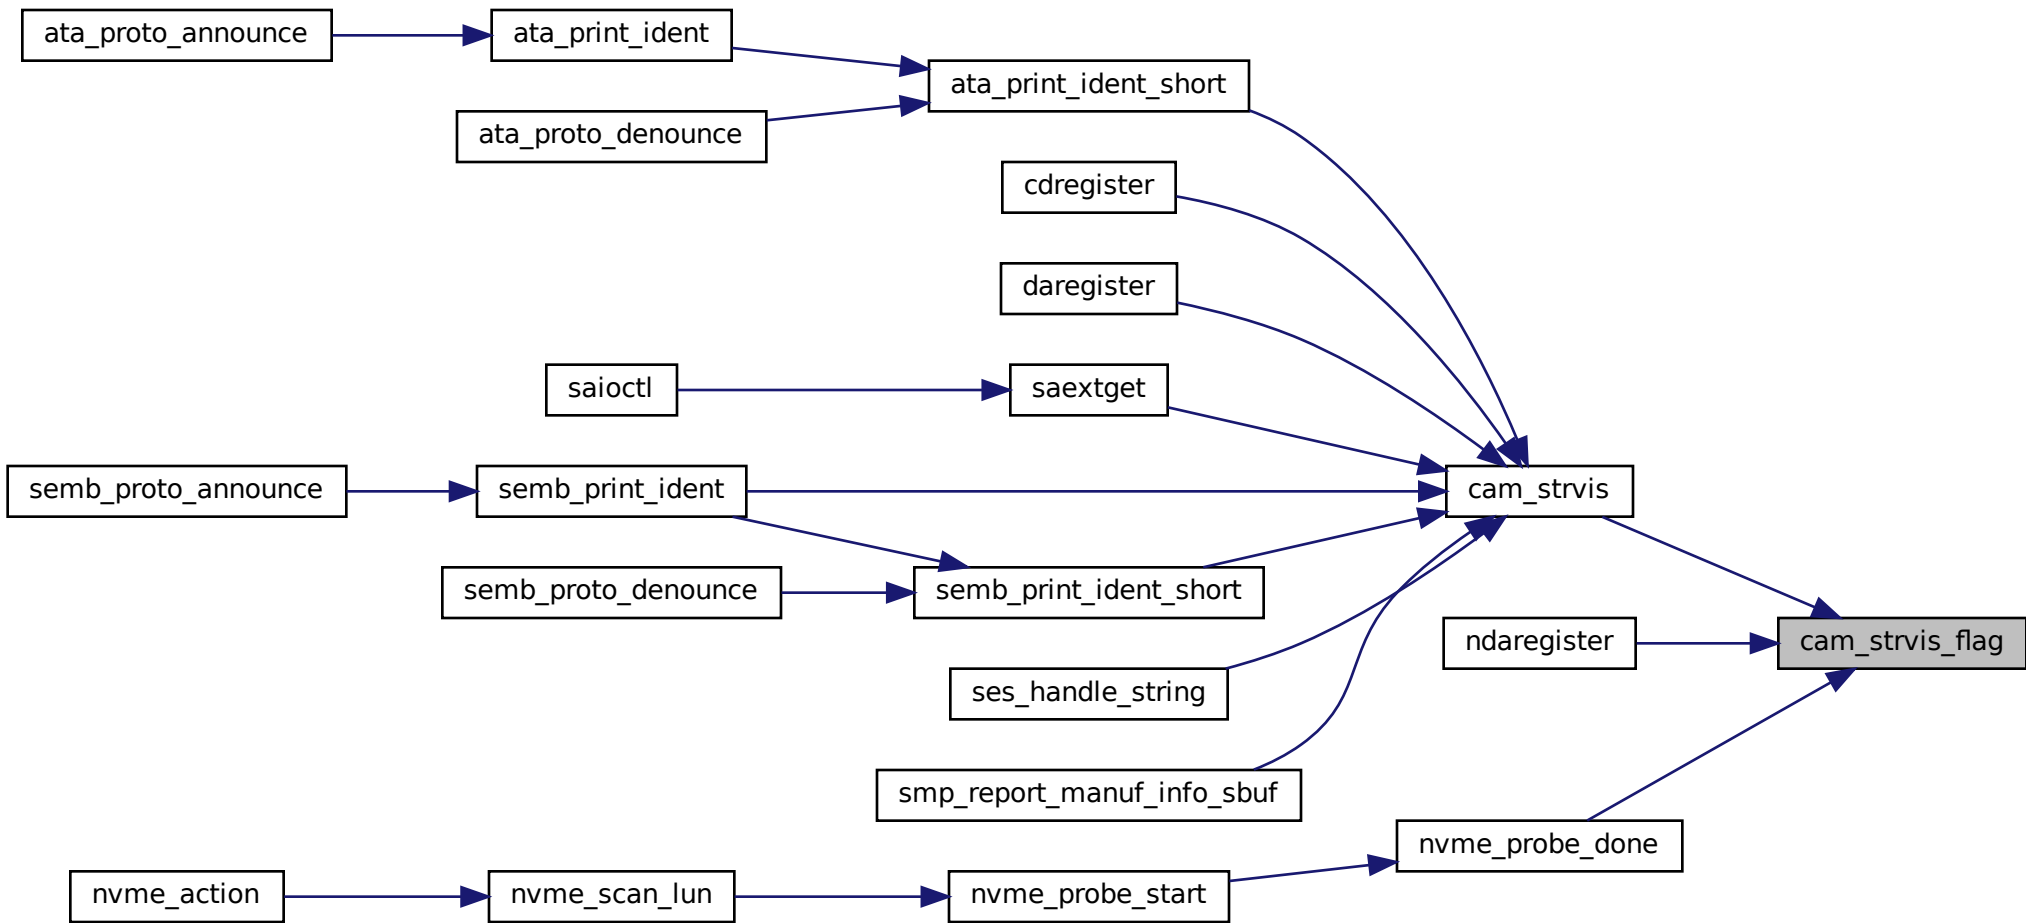 ata_proto_announce
ata_print_ident
ata_print_ident_short
ata_proto_denounce
cdregister
daregister
saioctl
saextget
semb_proto_announce
semb_print_ident
cam_strvis
semb_proto_denounce
semb_print_ident_short
ndaregister
cam_strvis_flag
ses_handle_string
smp_report_manuf_info_sbuf
nvme_probe_done
nvme_action
nvme_scan_lun
nvme_probe_start